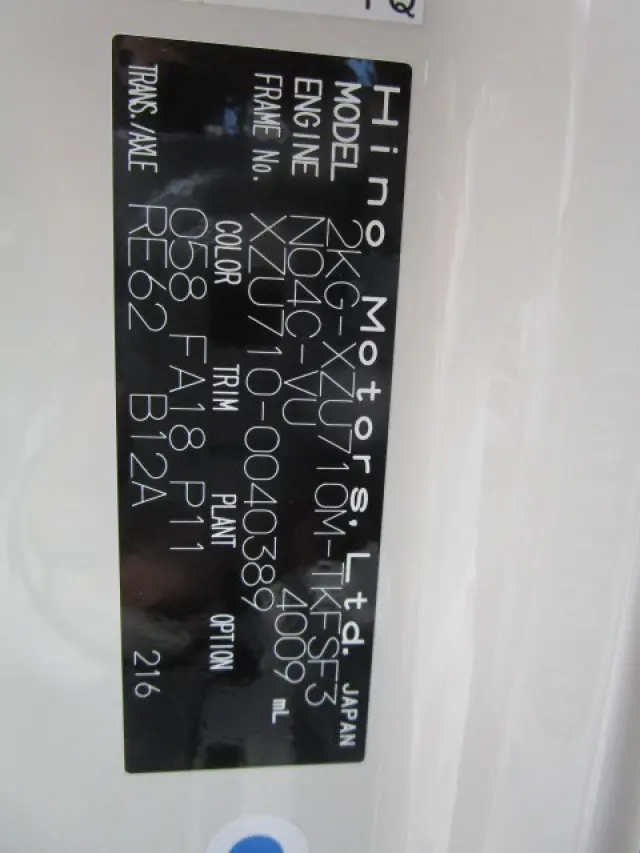 Q
Hino Motors, Ltd. JAPAN
MODEL 2KG-XZU710M-TKFSF3
ENGINE N04C-VU 4009 mL
FRAME No. XZU710-0040389
COLOR TRIM PLANT OPTION
058 FA18 P11
TRANS./AXLE RE62 B12A 216